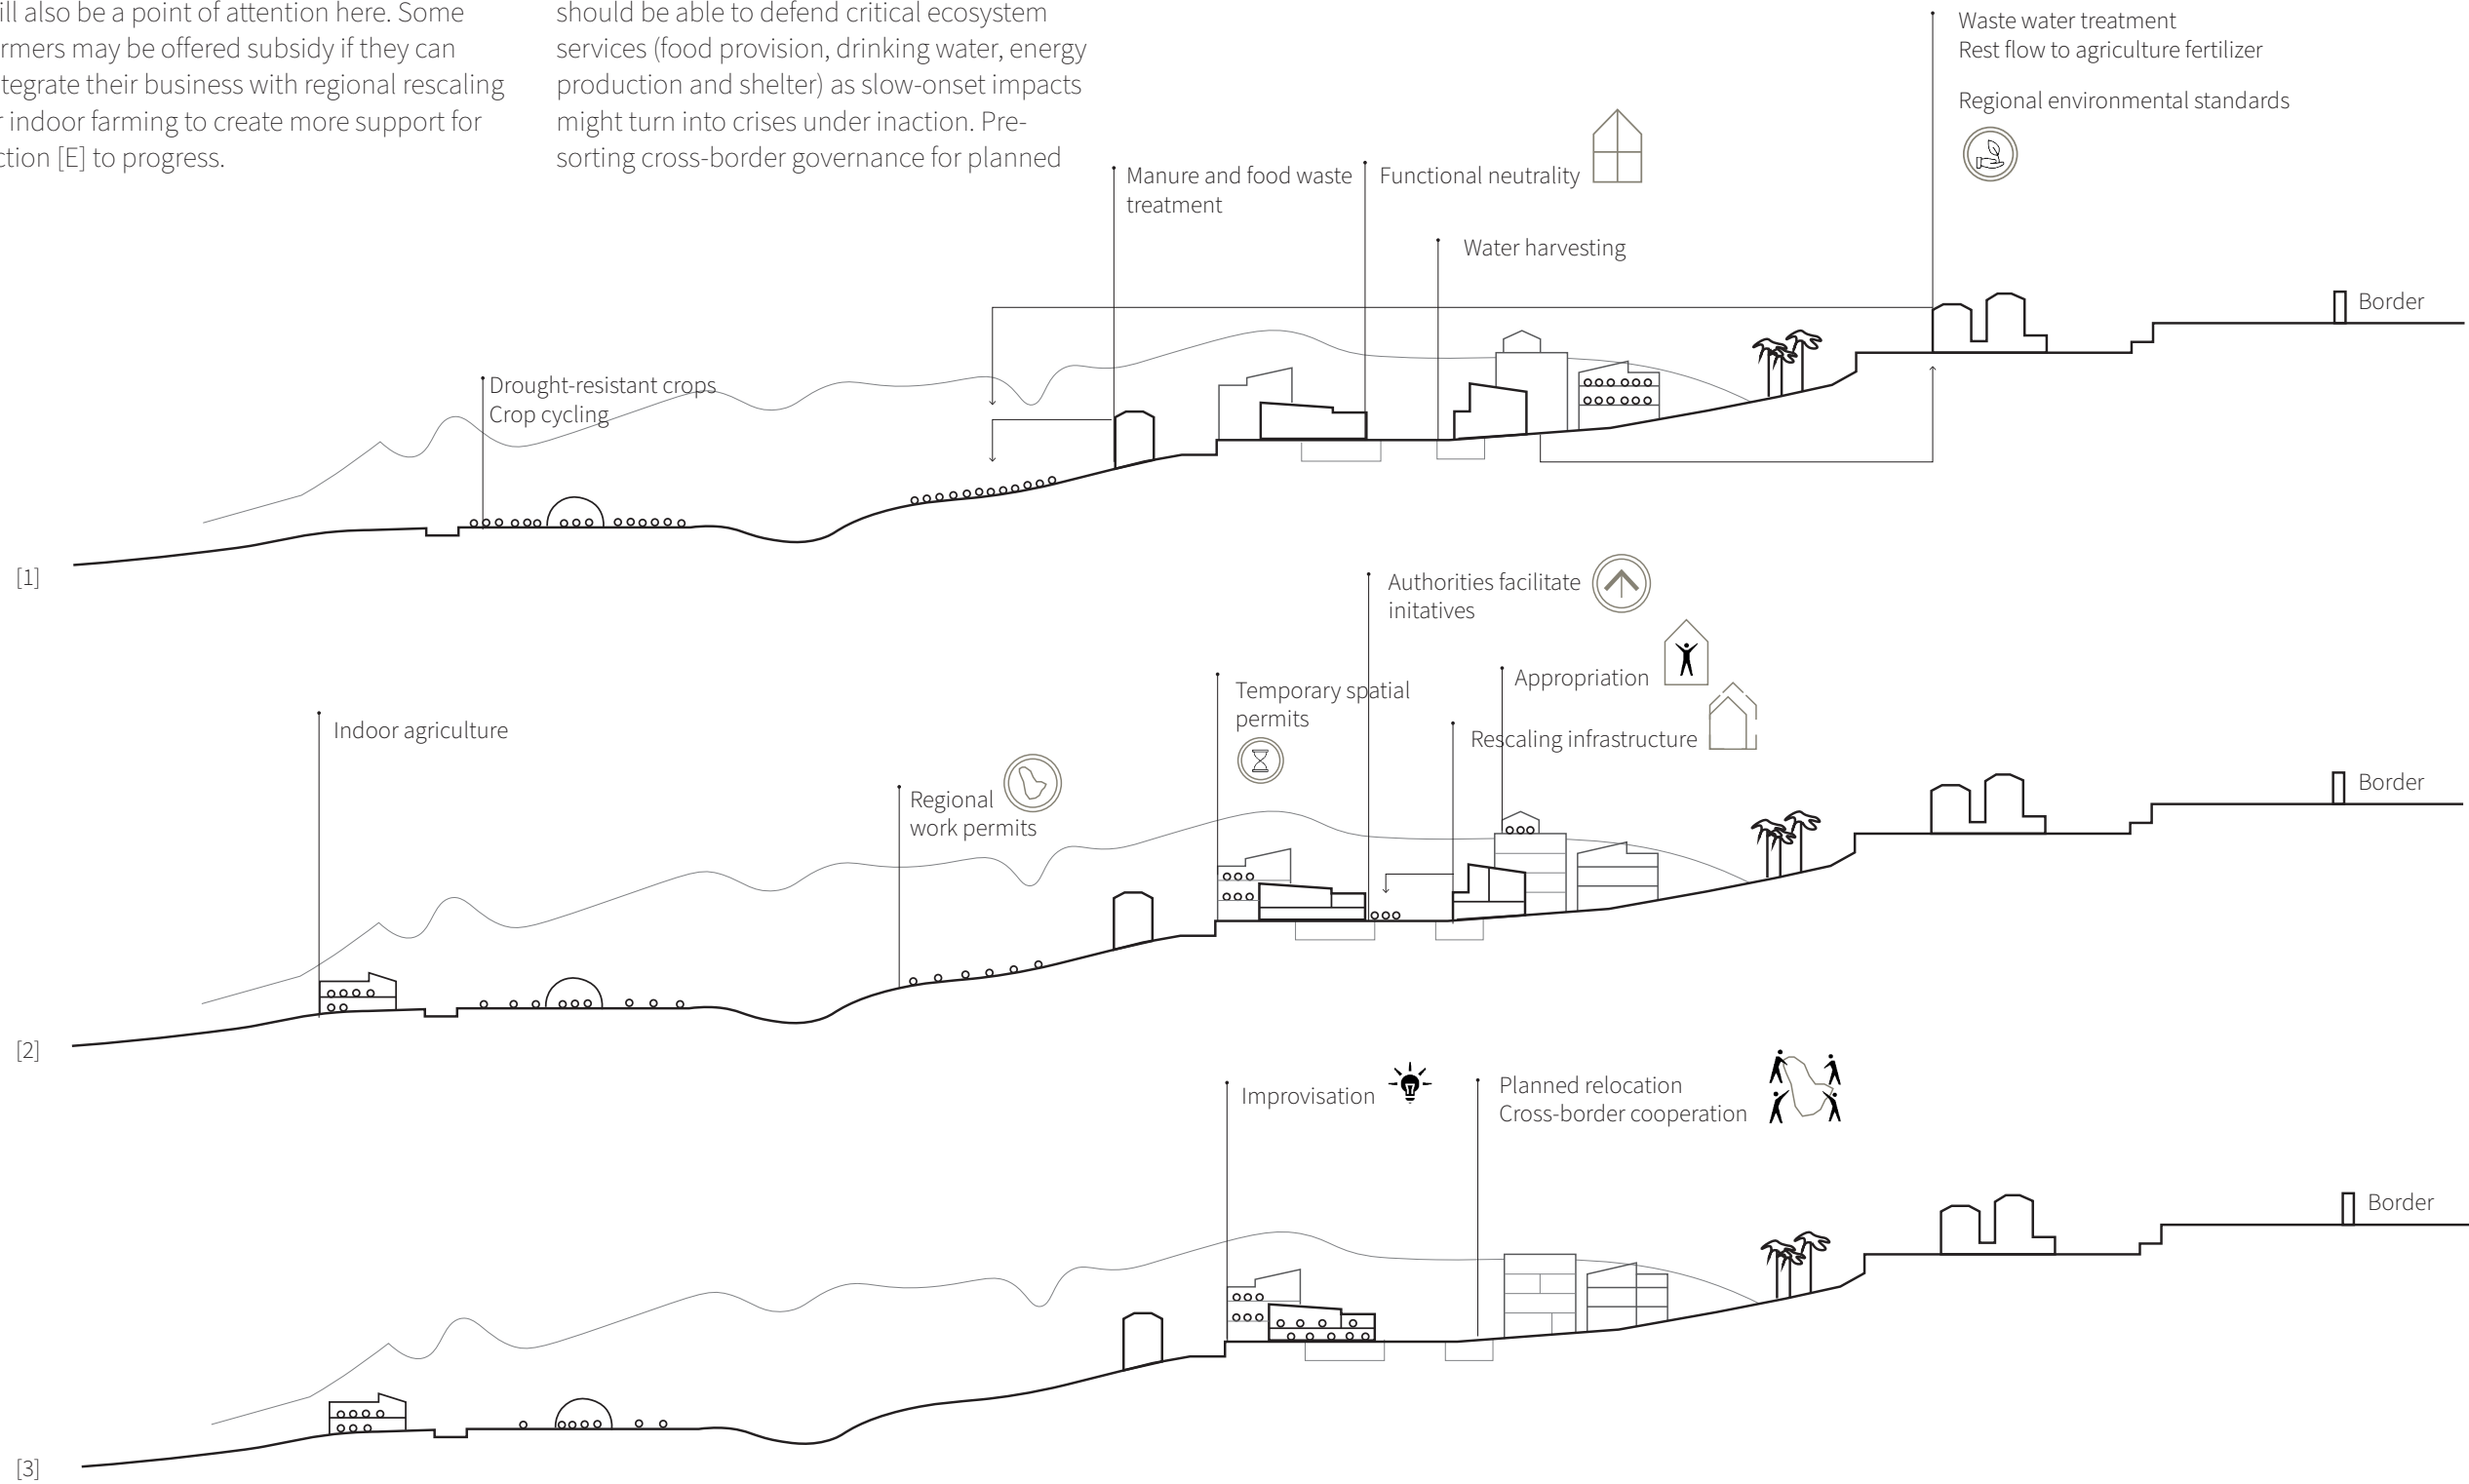 ill also be a point of attention here. Some
rmers may be offered subsidy if they can
tegrate their business with regional rescaling
r indoor farming to create more support for
ction [E] to progress.
should be able to defend critical ecosystem
services (food provision, drinking water, energy
production and shelter) as slow-onset impacts
might turn into crises under inaction. Pre-
sorting cross-border governance for planned
Waste water treatment
Rest flow to agriculture fertilizer
Regional environmental standards
Manure and food waste
treatment
Functional neutrality
Water harvesting
Border
Drought-resistant crops
Crop cycling
[1]
Authorities facilitate
initatives
Appropriation
Temporary spatial
permits
Rescaling infrastructure
Indoor agriculture
Regional
work permits
Border
[2]
Improvisation
Planned relocation
Cross-border cooperation
Border
[3]